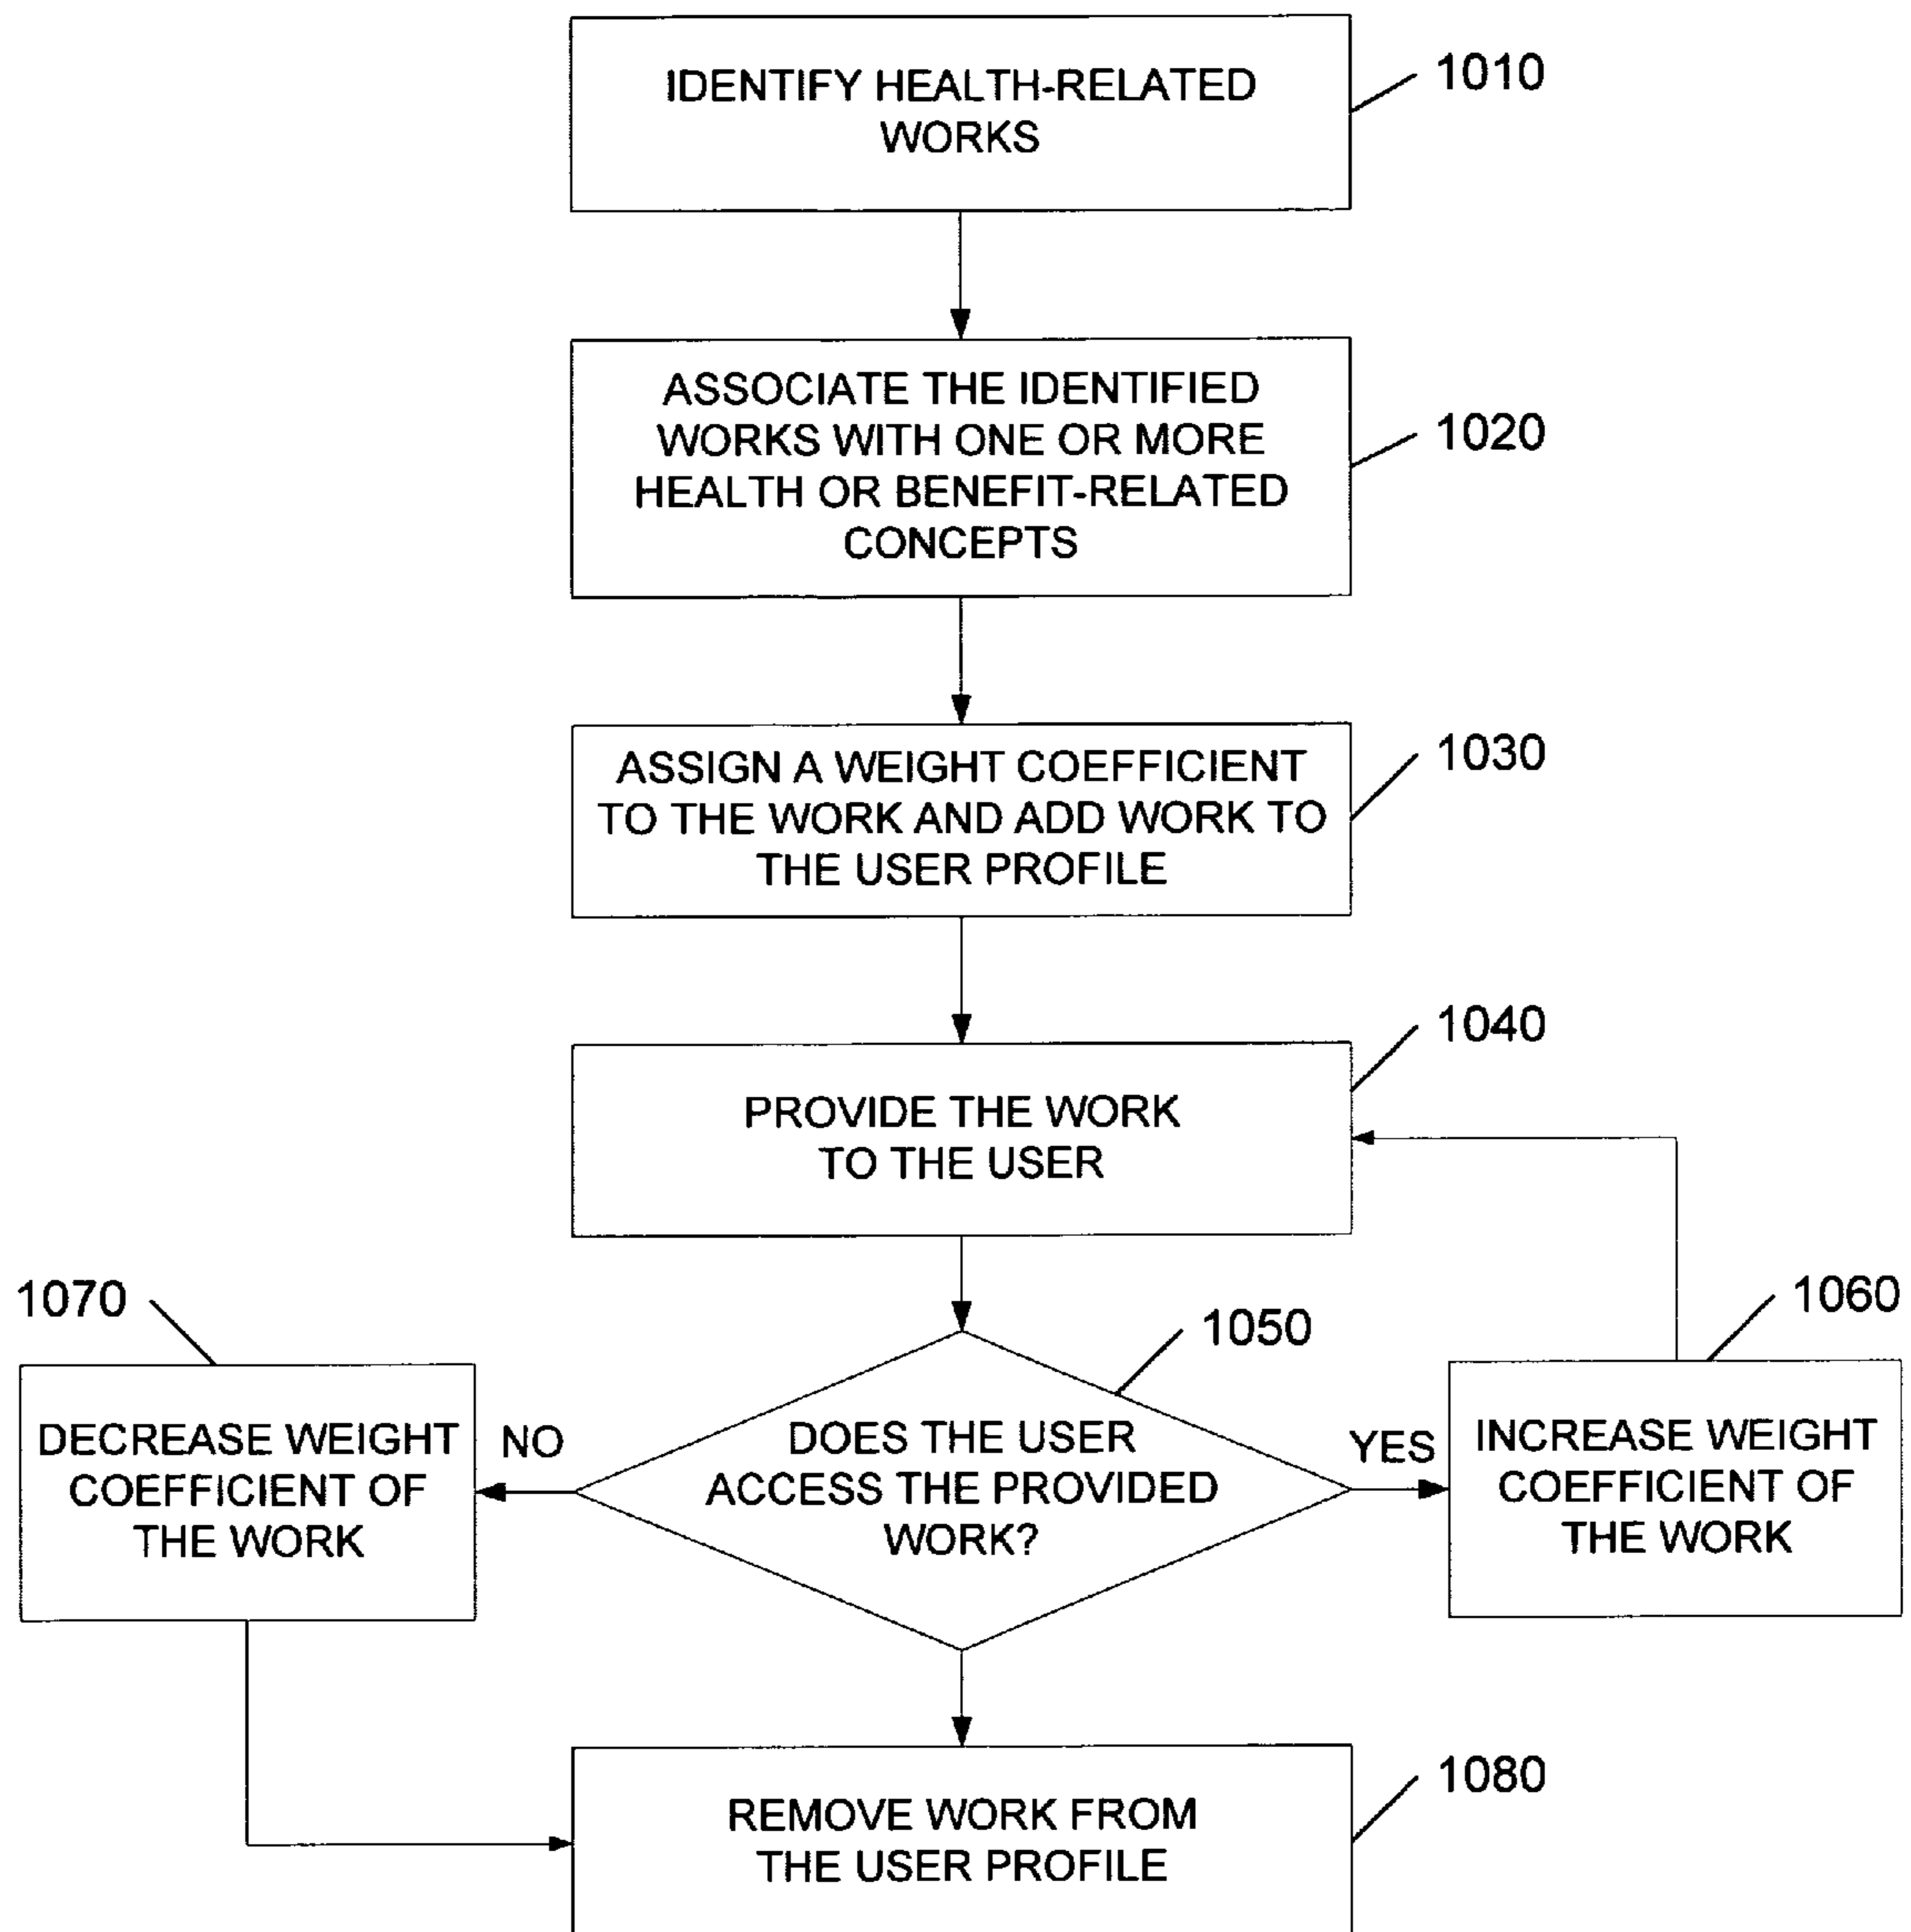 IDENTIFY HEALTH-RELATED
WORKS
1010
ASSOCIATE THE IDENTIFIED
WORKS WITH ONE OR MORE
HEALTH OR BENEFIT-RELATED
CONCEPTS
1020
ASSIGN A WEIGHT COEFFICIENT
TO THE WORK AND ADD WORK TO
THE USER PROFILE
1030
PROVIDE THE WORK
TO THE USER
1040
1070
DECREASE WEIGHT
COEFFICIENT OF
THE WORK
NO
DOES THE USER
ACCESS THE PROVIDED
WORK?
1050
YES
INCREASE WEIGHT
COEFFICIENT OF
THE WORK
1060
REMOVE WORK FROM
THE USER PROFILE
1080